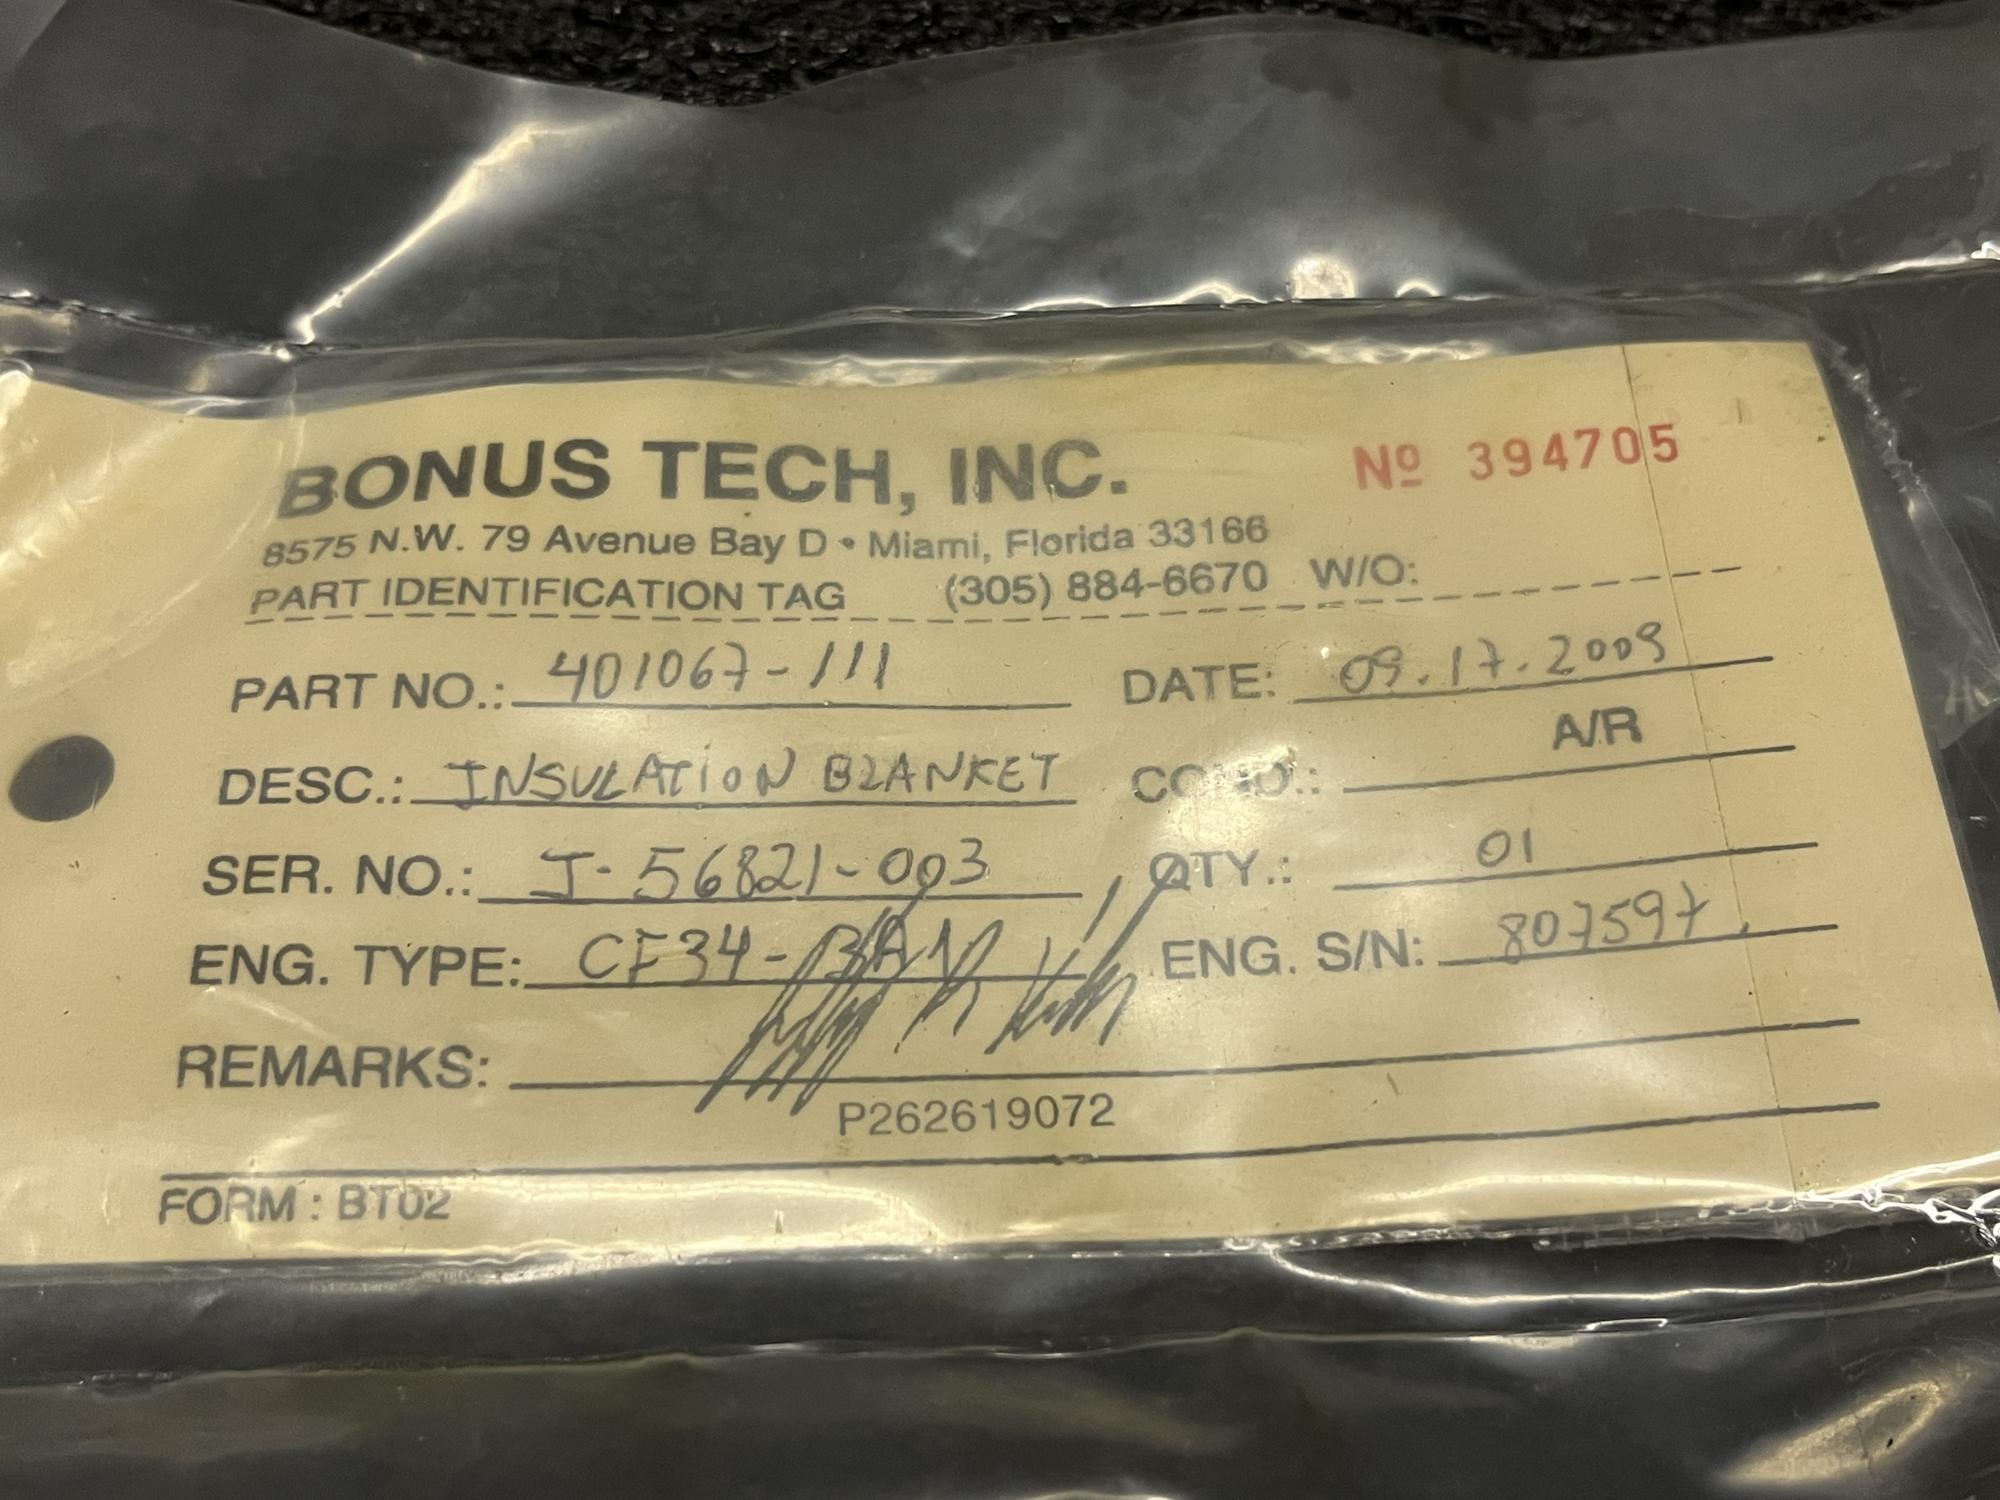 BONUS TECH, INC. Nº 394705
8575 N.W. 79 Avenue Bay D • Miami, Florida 33166
PART IDENTIFICATION TAG (305) 884-6670 W/O:
PART NO.: 401067-111 DATE: 09.17.2009
A/R
DESC.: INSULATION BLANKET COND.:
SER. NO.: J-56821-003 QTY.: 01
ENG. TYPE: CF34-3A1 ENG. S/N: 807597
REMARKS:
P262619072
FORM : BT02